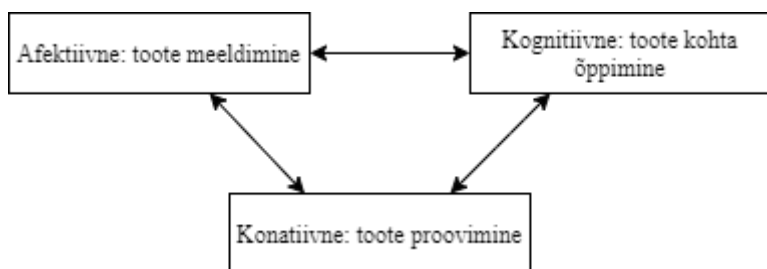 Afektiivne: toote meeldimine
Kognitiivne: toote kohta
õppimine
Konatiivne: toote proovimine